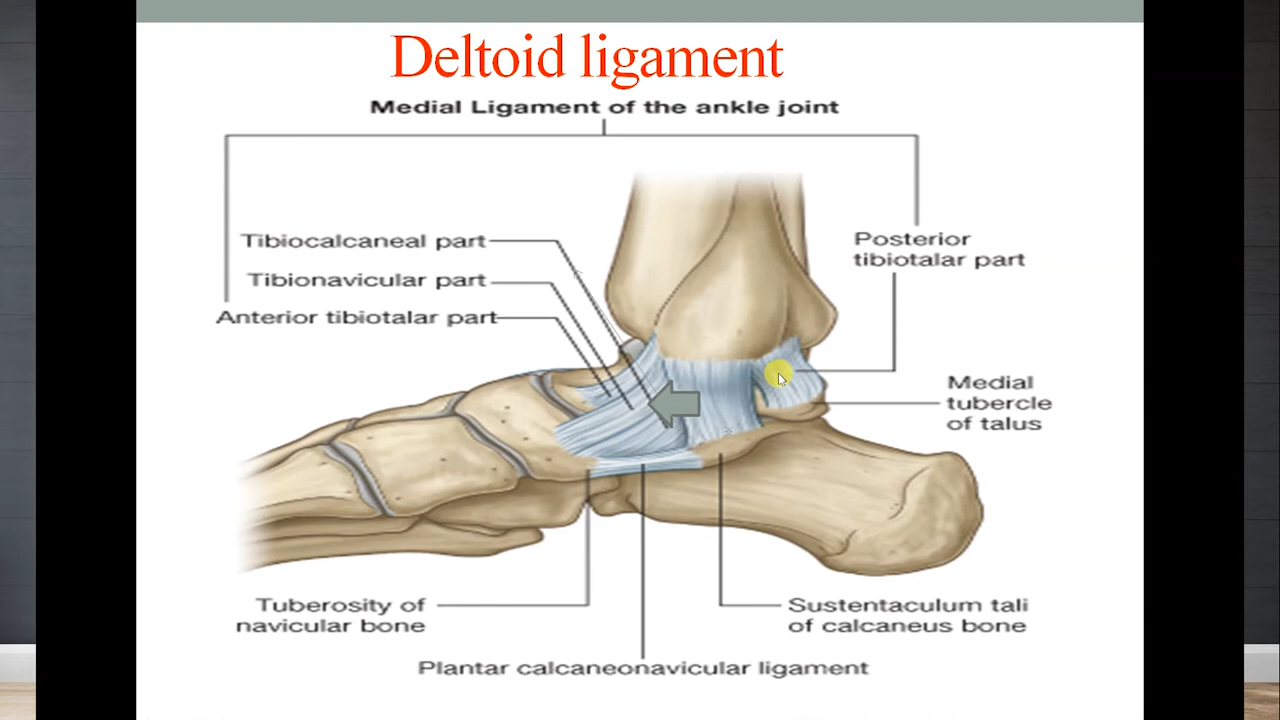 Deltoid ligament
Medial Ligament of the ankle joint
Tibiocalcaneal part
Tibionavicular part
Anterior tibiotalar part
Posterior
tibiotalar part
Medial
tubercle
of talus
Tuberosity of
navicular bone
Sustentaculum tali
of calcaneus bone
Plantar calcaneonavicular ligament